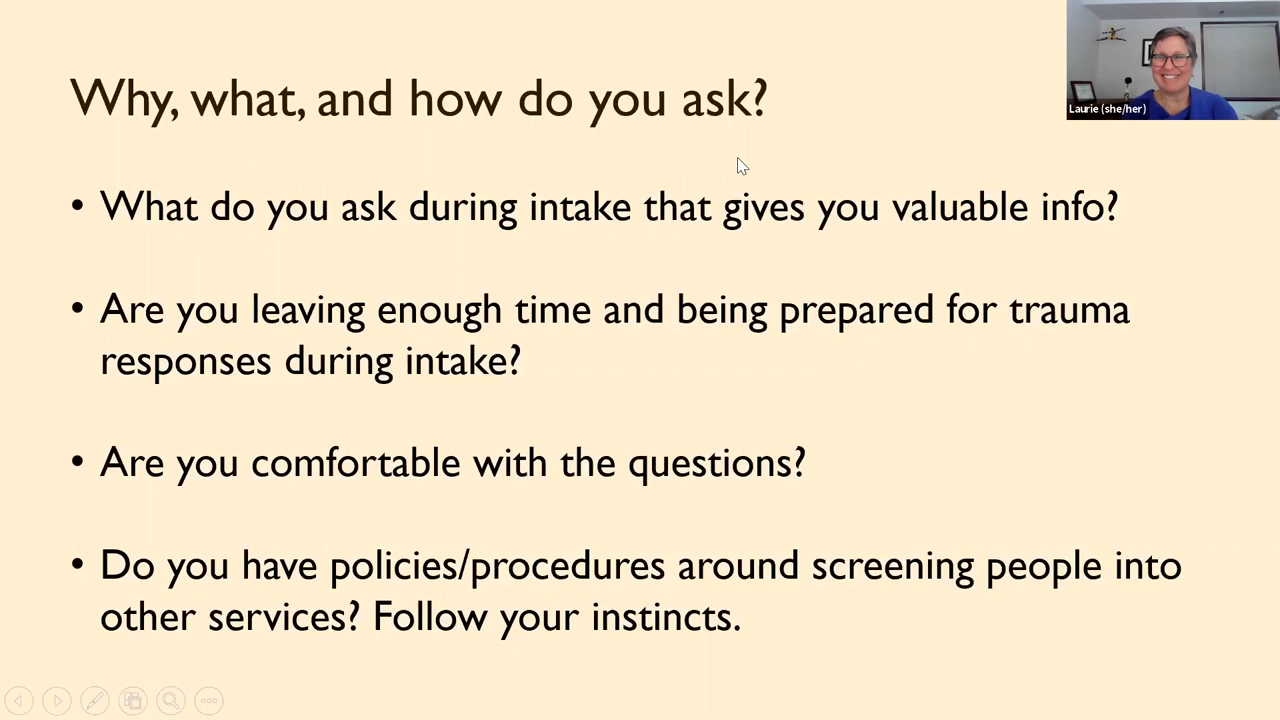 Why, what, and how do you ask?
Laurie (she/her)
• What do you ask during intake that gives you valuable info?
• Are you leaving enough time and being prepared for trauma
responses during intake?
• Are you comfortable with the questions?
• Do you have policies/procedures around screening people into
other services? Follow your instincts.